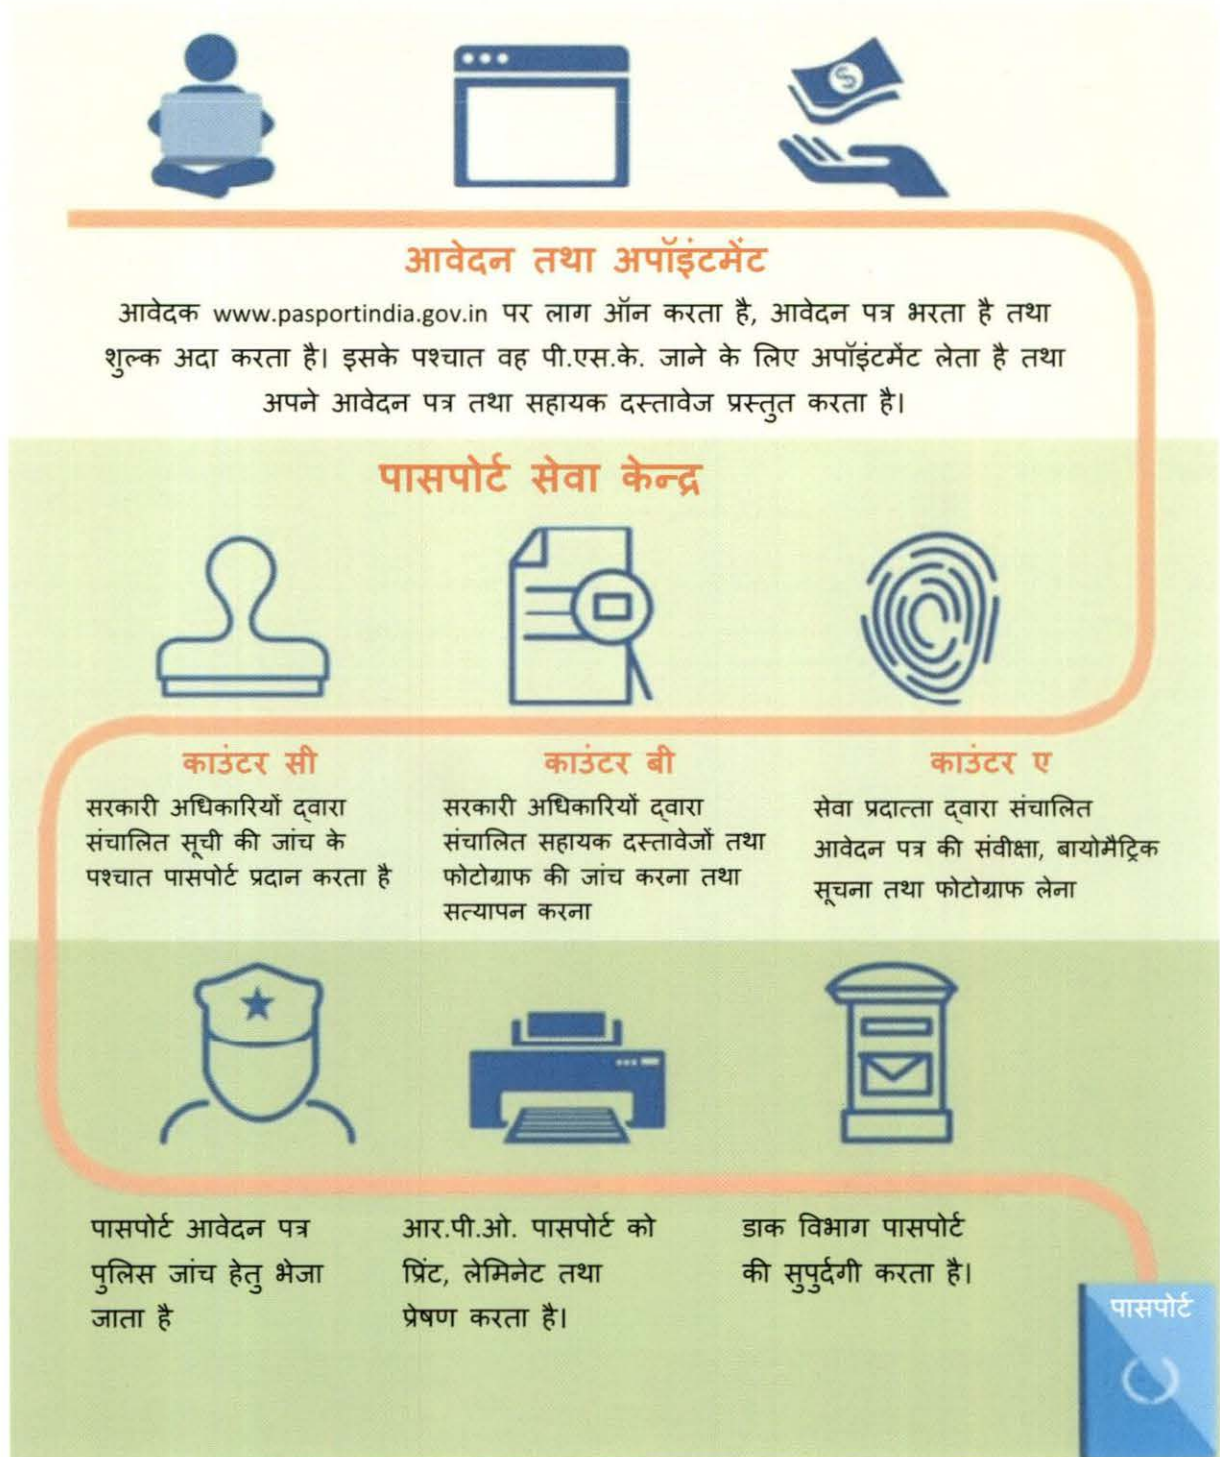 आवेदन तथा अपॉइंटमेंट
आवेदक www.pasportindia.gov.in पर लाग ऑन करता है, आवेदन पत्र भरता है तथा
शुल्क अदा करता है। इसके पश्चात वह पी.एस.के. जाने के लिए अपॉइंटमेंट लेता है तथा
अपने आवेदन पत्र तथा सहायक दस्तावेज प्रस्तुत करता है।
पासपोर्ट सेवा केन्द्र
काउंटर सी
सरकारी अधिकारियों द्वारा
संचालित सूची की जांच के
पश्चात पासपोर्ट प्रदान करता है
काउंटर बी
सरकारी अधिकारियों द्वारा
संचालित सहायक दस्तावेजों तथा
फोटोग्राफ की जांच करना तथा
सत्यापन करना
काउंटर ए
सेवा प्रदात्ता द्वारा संचालित
आवेदन पत्र की संवीक्षा, बायोमैट्रिक
सूचना तथा फोटोग्राफ लेना
पासपोर्ट आवेदन पत्र
पुलिस जांच हेतु भेजा
जाता है
आर.पी.ओ. पासपोर्ट को
प्रिंट, लेमिनेट तथा
प्रेषण करता है।
डाक विभाग पासपोर्ट
की सुपुर्दगी करता है।
पासपोर्ट